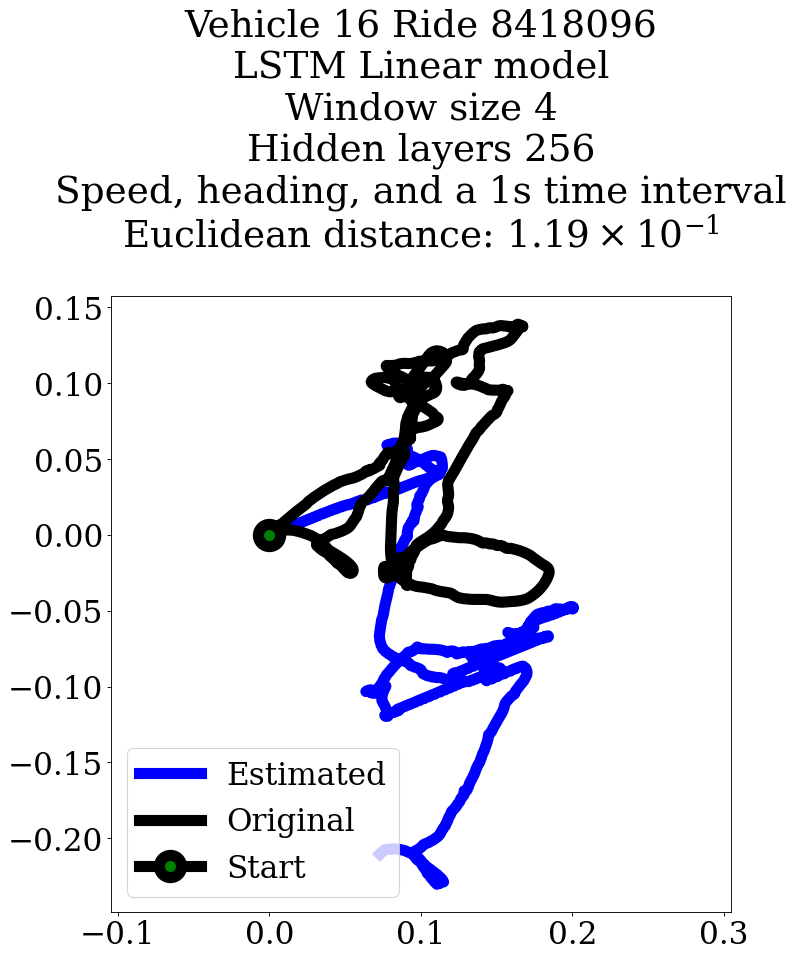 Vehicle 16 Ride 8418096
LSTM Linear model
Window size 4
Hidden layers 256
Speed, heading, and a 1s time interval
Euclidean distance: 1.19 × 10⁻¹
0.15
0.10
0.05
0.00
−0.05
−0.10
−0.15
−0.20
Estimated
Original
Start
−0.1 0.0 0.1 0.2 0.3